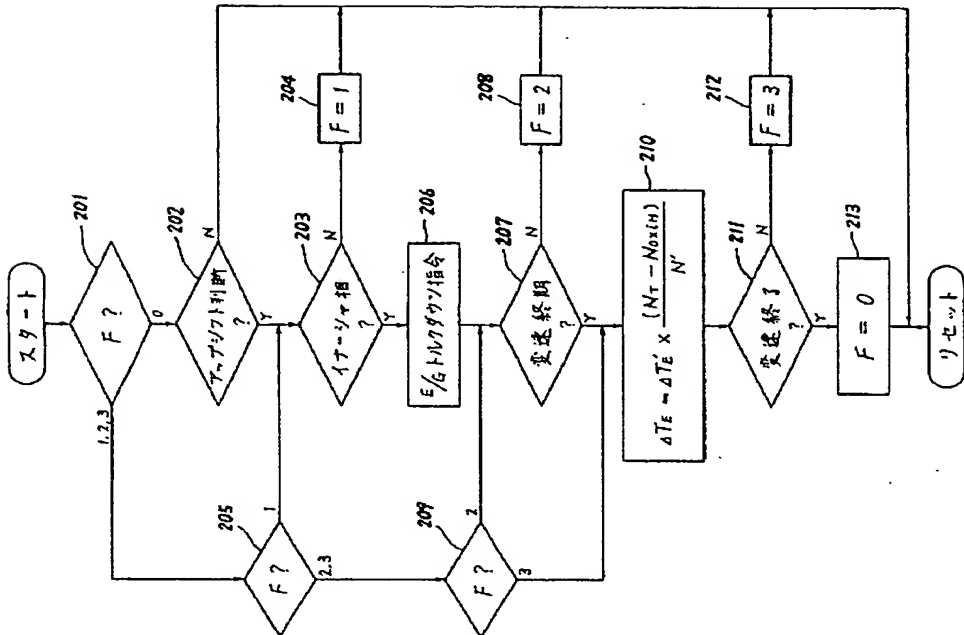 スタート
201
F?
0
1,2,3
202
アップシフト判断
?
N
Y
203
イナーシャ相
?
N
Y
204
F=1
205
F?
1
2,3
206
E/Gトルクダウン指令
207
変速終期
?
N
Y
208
F=2
209
F?
2
3
210
ΔTE = ΔTE' × (NT - NOXiH) / N'
211
変速終了
?
N
Y
212
F=3
213
F=0
リセット